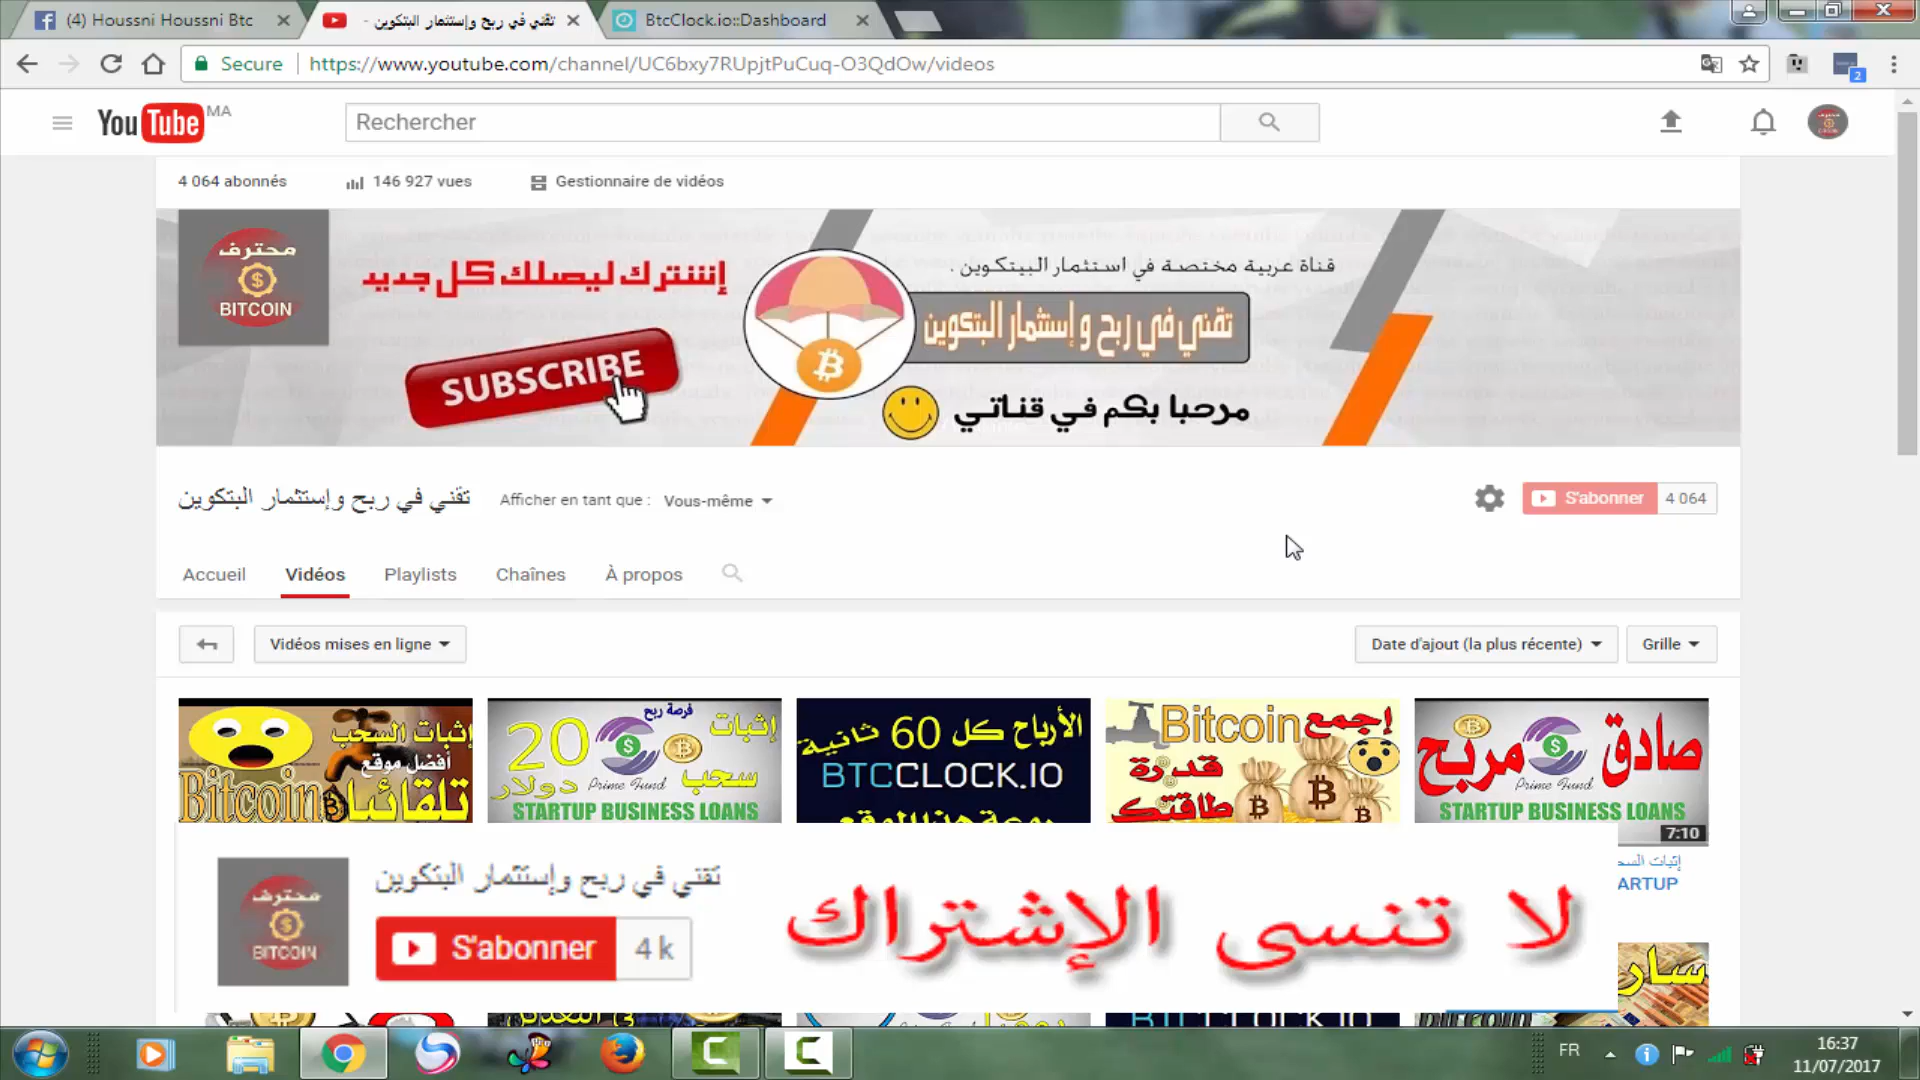 (4) Houssni Houssni Btc
تقني في ربح وإستثمار البتكوين -
BtcClock.io::Dashboard
Secure
https://www.youtube.com/channel/UC6bxy7RUpjtPuCuq-O3QdOw/videos
2
YouTube MA
Rechercher
4 064 abonnés
146 927 vues
Gestionnaire de vidéos
محترف
BITCOIN
إشترك ليصلك كل جديد
SUBSCRIBE
قناة عربية مختصة في استثمار البيتكوين .
تقني في ربح و إستثمار البتكوين
مرحبا بكم في قناتي
تقني في ربح وإستثمار البتكوين
Afficher en tant que :
Vous-même
S'abonner
4 064
Accueil
Vidéos
Playlists
Chaînes
À propos
Vidéos mises en ligne
Date d'ajout (la plus récente)
Grille
إثبات السحب
أفضل موقع
تلقائيا
Bitcoin
فرصة ربح
إثبات
20
سحب
دولار
Prime Fund
STARTUP BUSINESS LOANS
الأرباح كل 60 ثانية
BTCCLOCK.IO
إجمع
Bitcoin
قدرة
طاقتك
صادق
مربح
Prime Fund
STARTUP BUSINESS LOANS
7:10
ARTUP
محترف
BITCOIN
تقني في ربح وإستثمار البتكوين
S'abonner
4 k
لا تنسى الإشتراك
FR
16:37
11/07/2017